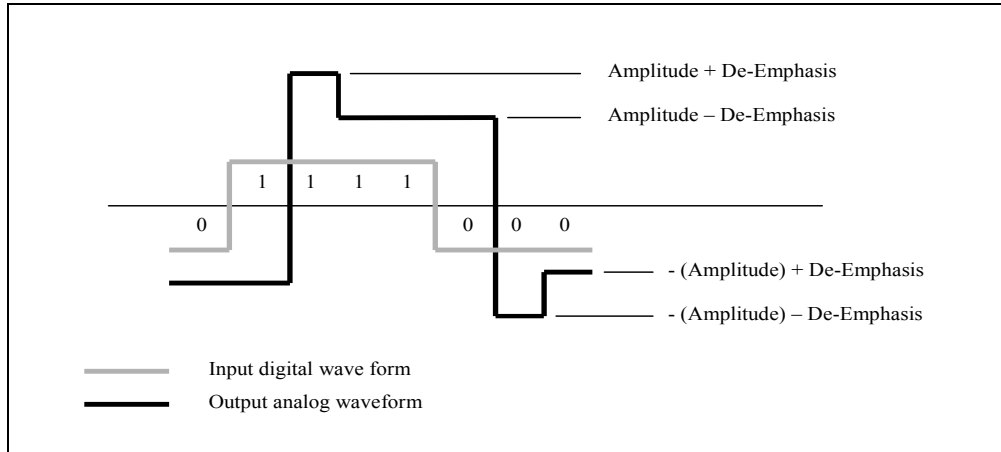 Amplitude + De-Emphasis
Amplitude – De-Emphasis
1 1 1 1
0 0 0 0
- (Amplitude) + De-Emphasis
- (Amplitude) – De-Emphasis
Input digital wave form
Output analog waveform